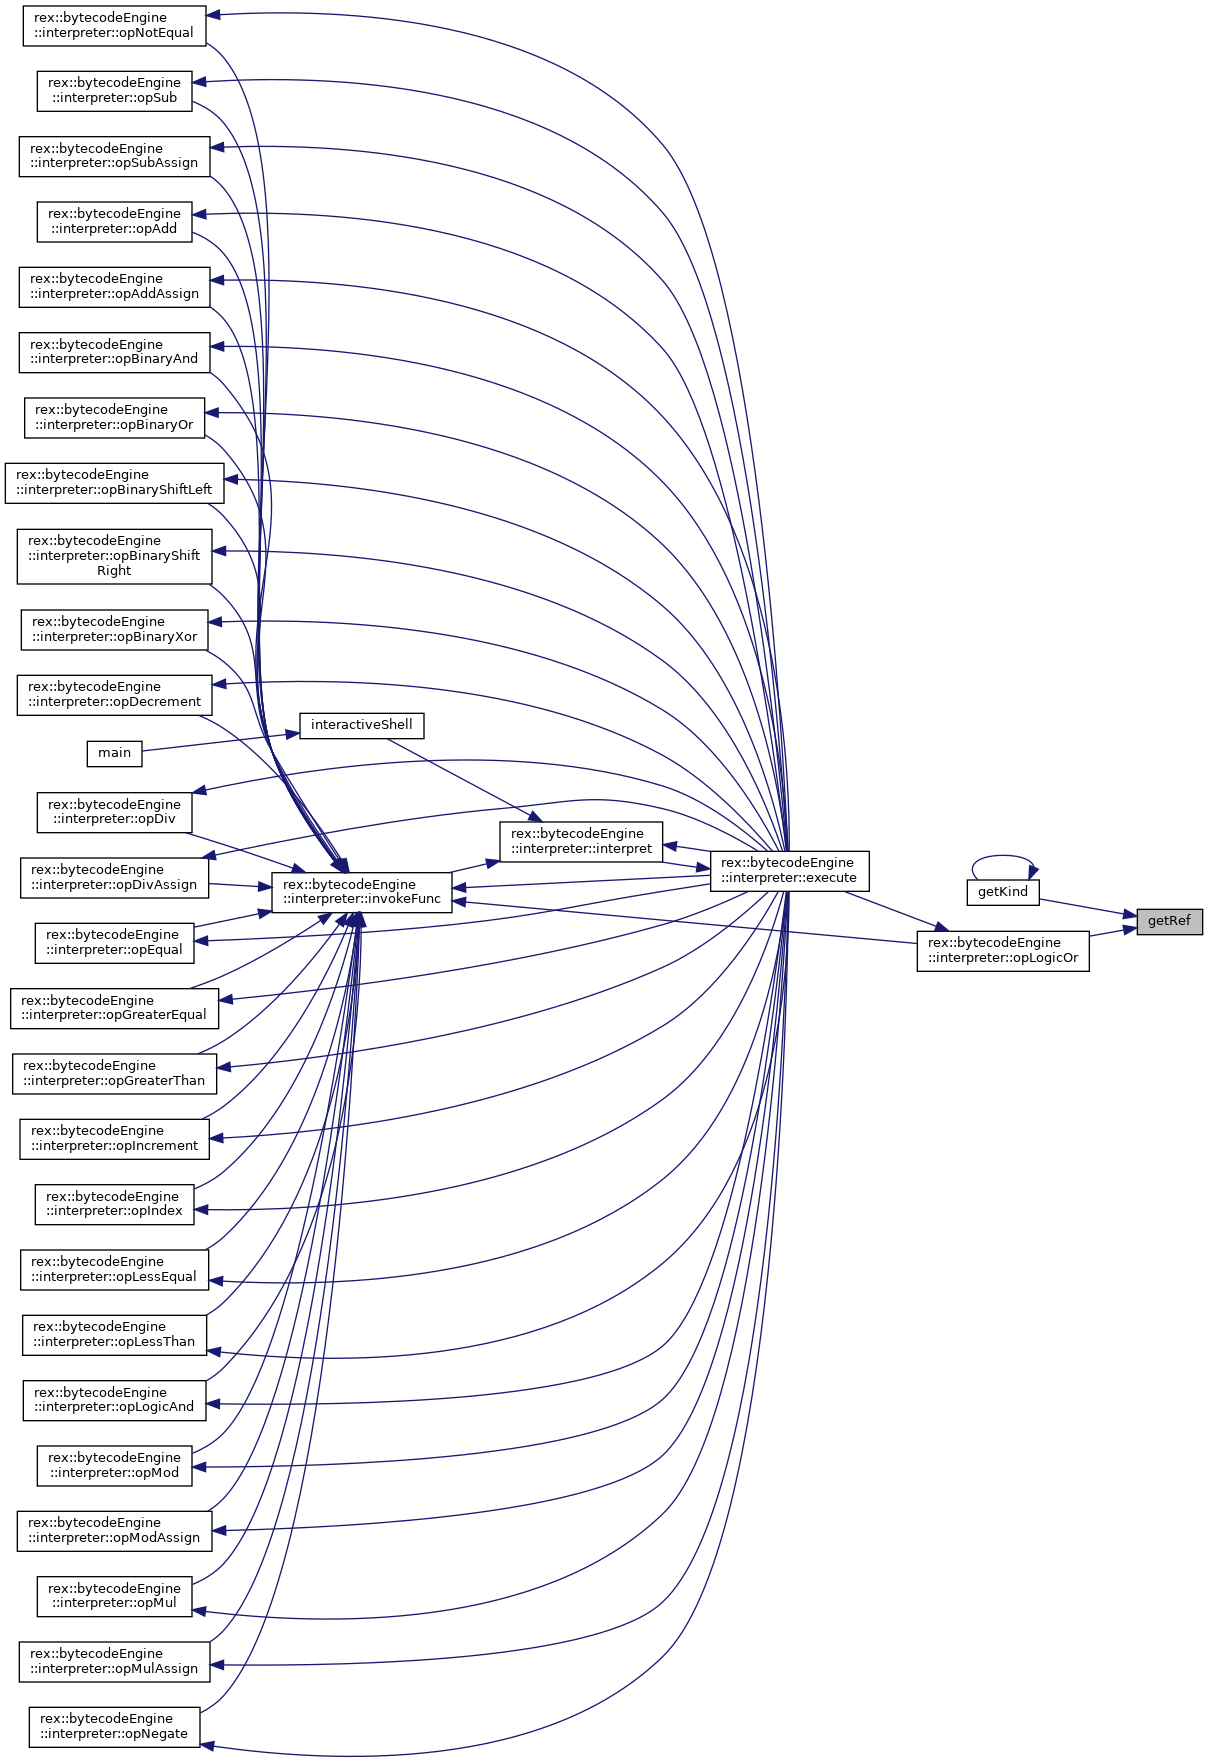 rex::bytecodeEngine
::interpreter::opNotEqual
rex::bytecodeEngine
::interpreter::opSub
rex::bytecodeEngine
::interpreter::opSubAssign
rex::bytecodeEngine
::interpreter::opAdd
rex::bytecodeEngine
::interpreter::opAddAssign
rex::bytecodeEngine
::interpreter::opBinaryAnd
rex::bytecodeEngine
::interpreter::opBinaryOr
rex::bytecodeEngine
::interpreter::opBinaryShiftLeft
rex::bytecodeEngine
::interpreter::opBinaryShift
Right
rex::bytecodeEngine
::interpreter::opBinaryXor
rex::bytecodeEngine
::interpreter::opDecrement
interactiveShell
main
rex::bytecodeEngine
::interpreter::opDiv
rex::bytecodeEngine
::interpreter::interpret
rex::bytecodeEngine
::interpreter::execute
rex::bytecodeEngine
::interpreter::opDivAssign
rex::bytecodeEngine
::interpreter::invokeFunc
getKind
getRef
rex::bytecodeEngine
::interpreter::opEqual
rex::bytecodeEngine
::interpreter::opLogicOr
rex::bytecodeEngine
::interpreter::opGreaterEqual
rex::bytecodeEngine
::interpreter::opGreaterThan
rex::bytecodeEngine
::interpreter::opIncrement
rex::bytecodeEngine
::interpreter::opIndex
rex::bytecodeEngine
::interpreter::opLessEqual
rex::bytecodeEngine
::interpreter::opLessThan
rex::bytecodeEngine
::interpreter::opLogicAnd
rex::bytecodeEngine
::interpreter::opMod
rex::bytecodeEngine
::interpreter::opModAssign
rex::bytecodeEngine
::interpreter::opMul
rex::bytecodeEngine
::interpreter::opMulAssign
rex::bytecodeEngine
::interpreter::opNegate